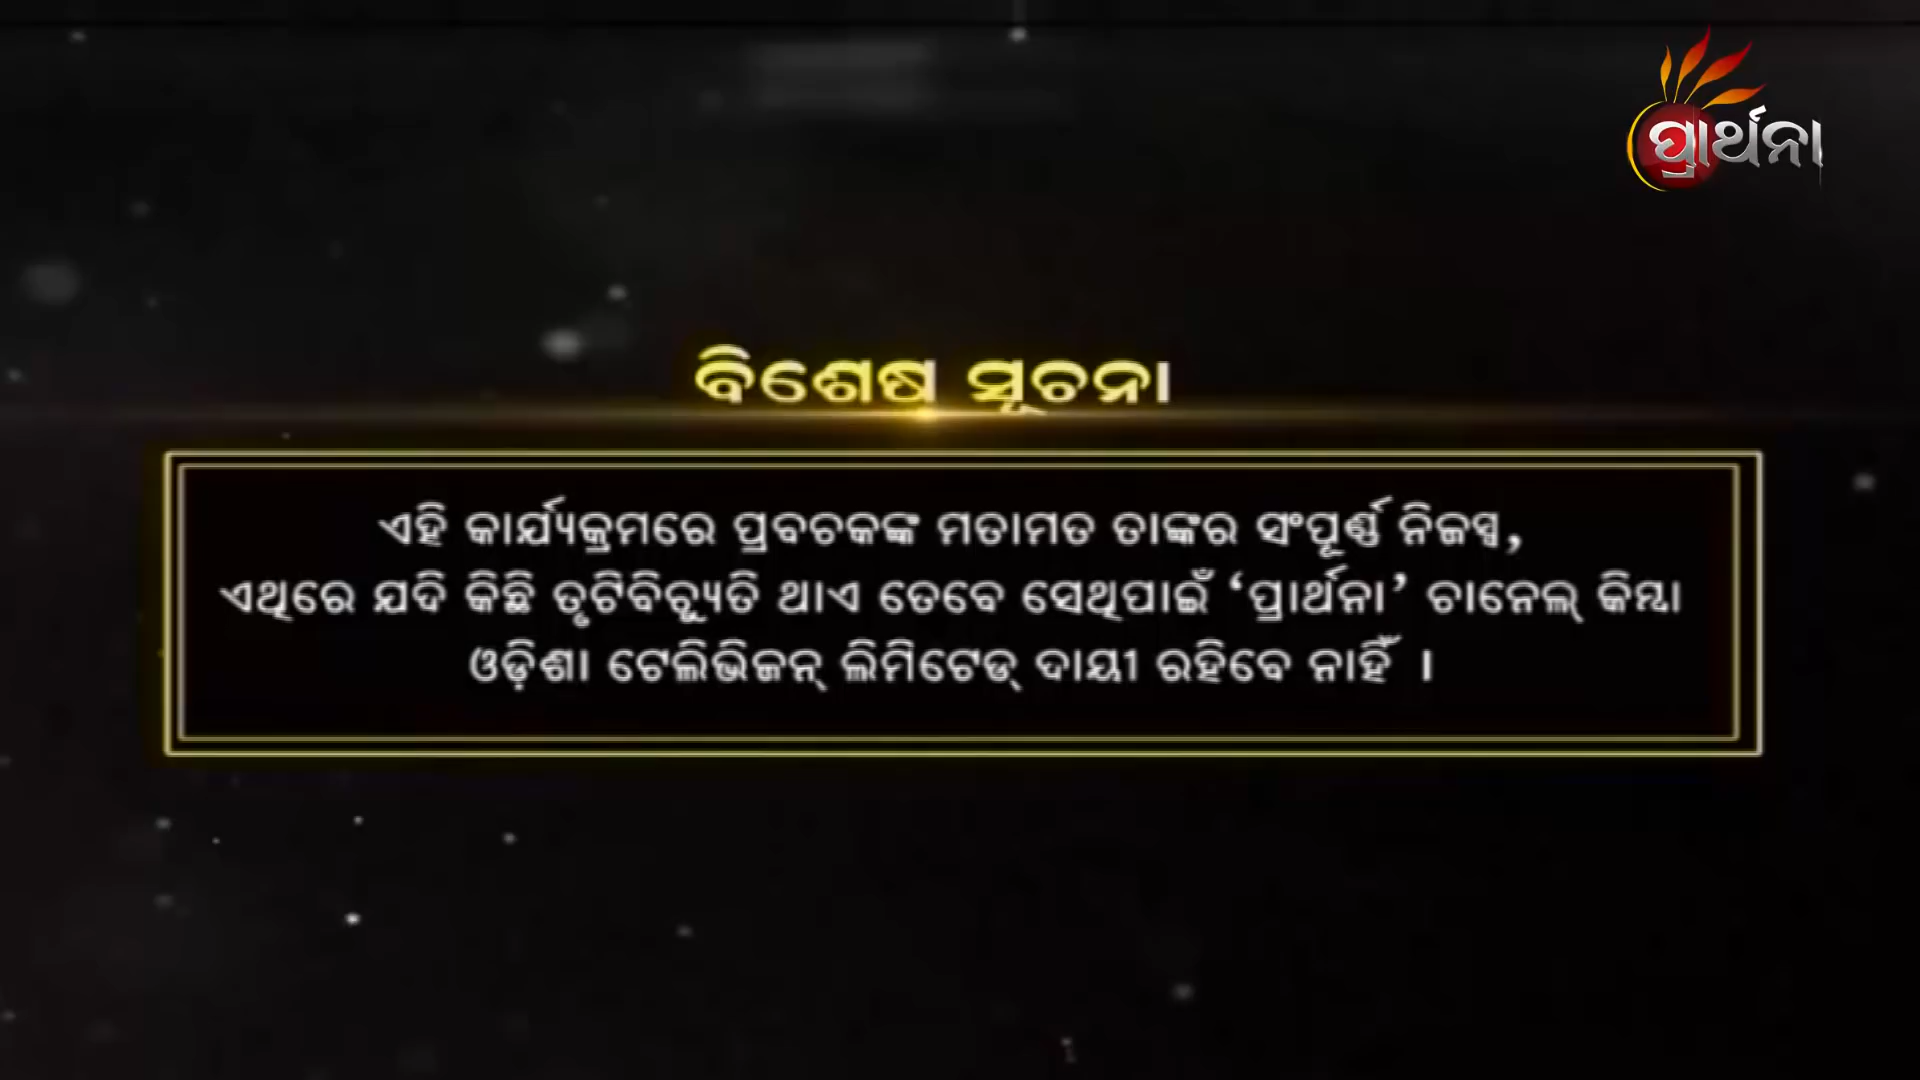 ପ୍ରାର୍ଥନା
ବିଶେଷ ସୂଚନା
ଏହି କାର୍ଯ୍ୟକ୍ରମରେ ପ୍ରବଚକଙ୍କ ମତାମତ ତାଙ୍କର ସଂପୂର୍ଣ୍ଣ ନିଜସ୍ୱ,
ଏଥିରେ ଯଦି କିଛି ତୃଟିବିଚ୍ୟୁତି ଥାଏ ତେବେ ସେଥିପାଇଁ ‘ପ୍ରାର୍ଥନା’ ଚାନେଲ୍ କିମ୍ବା
ଓଡ଼ିଶା ଟେଲିଭିଜନ୍ ଲିମିଟେଡ୍ ଦାୟୀ ରହିବେ ନାହିଁ ।